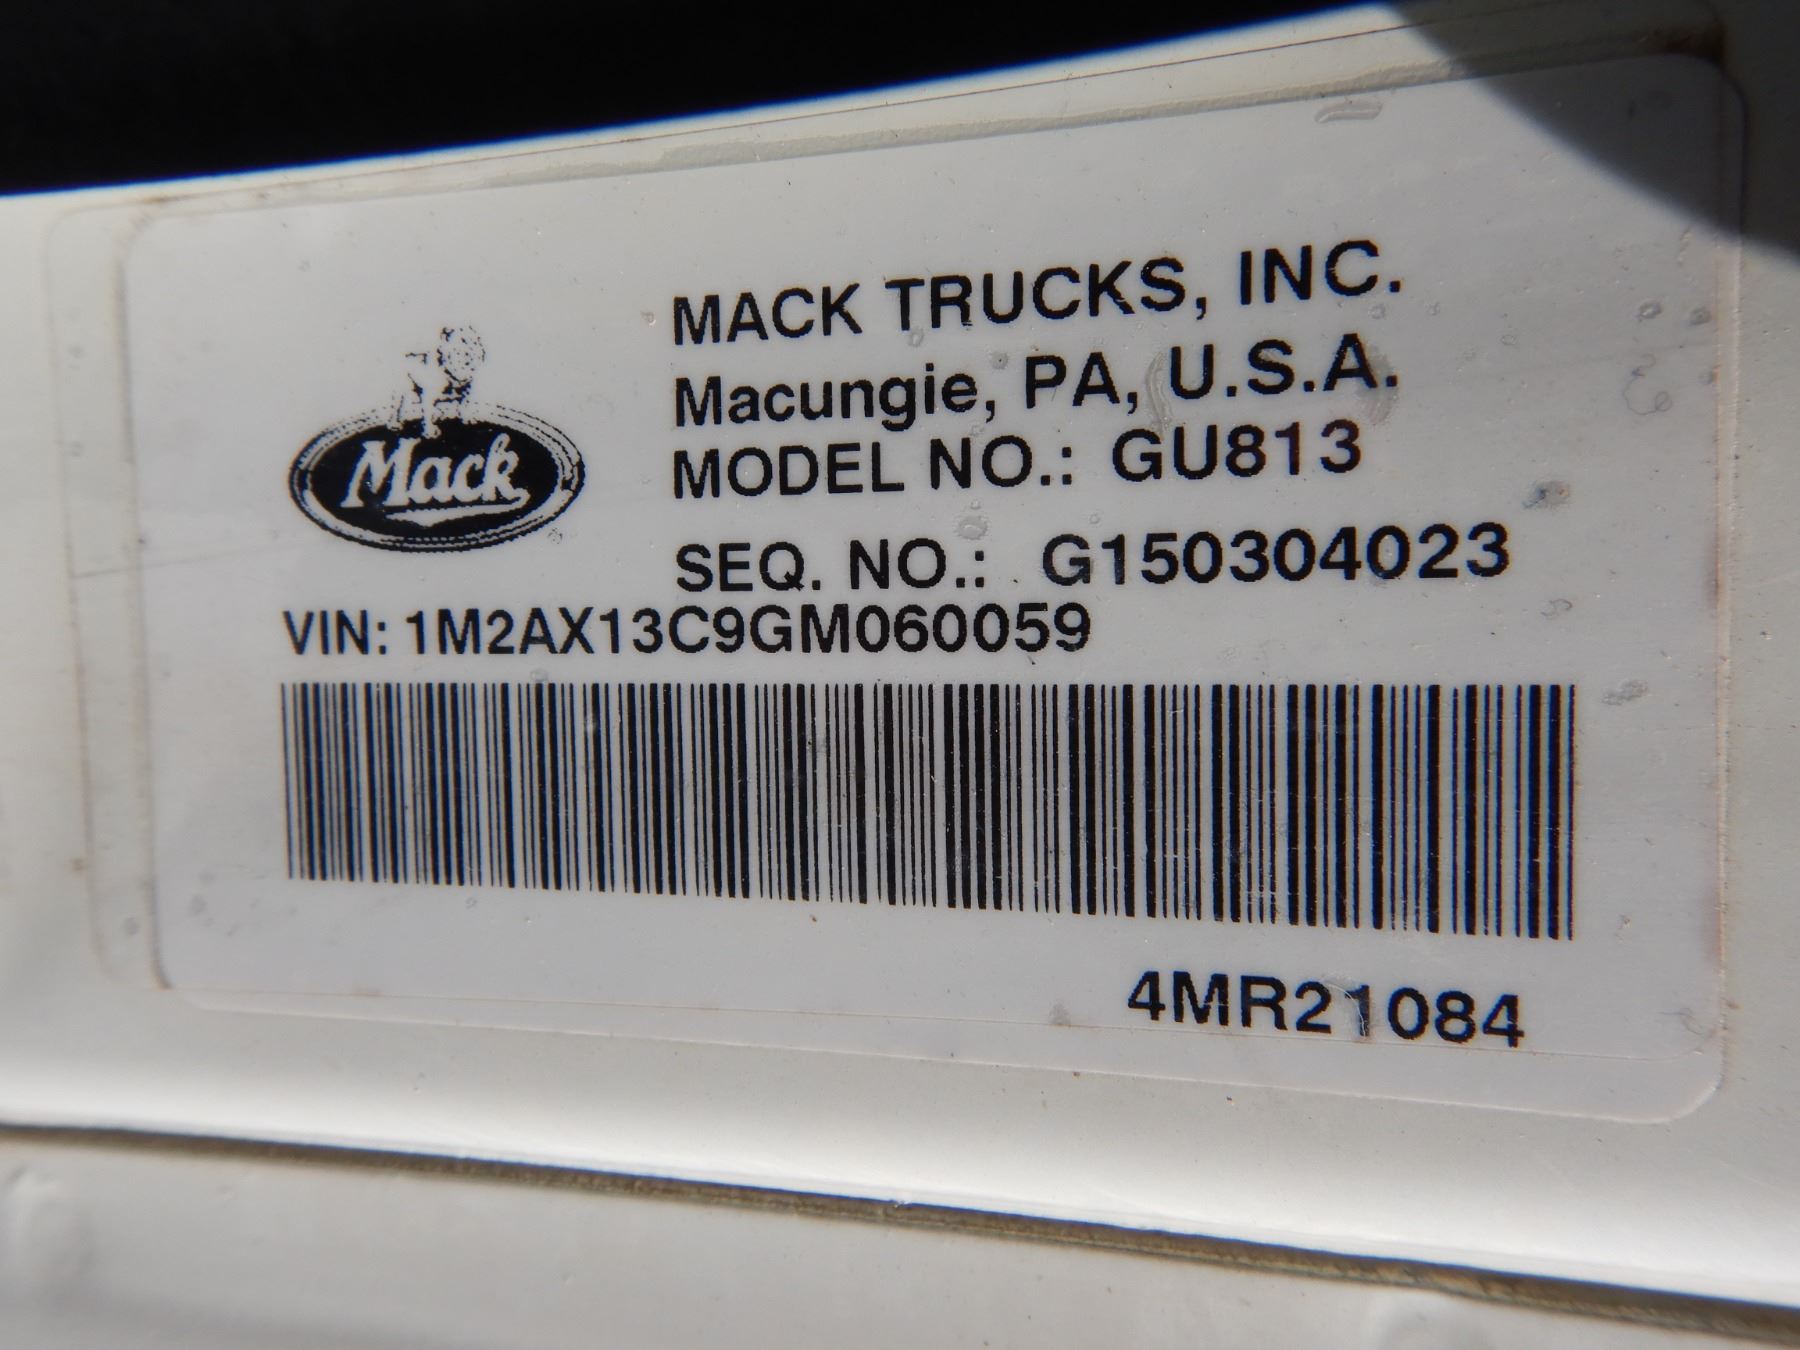 MACK TRUCKS, INC.
Macungie, PA, U.S.A.
Mack
MODEL NO.: GU813
SEQ. NO.: G150304023
VIN: 1M2AX13C9GM060059
4MR21084